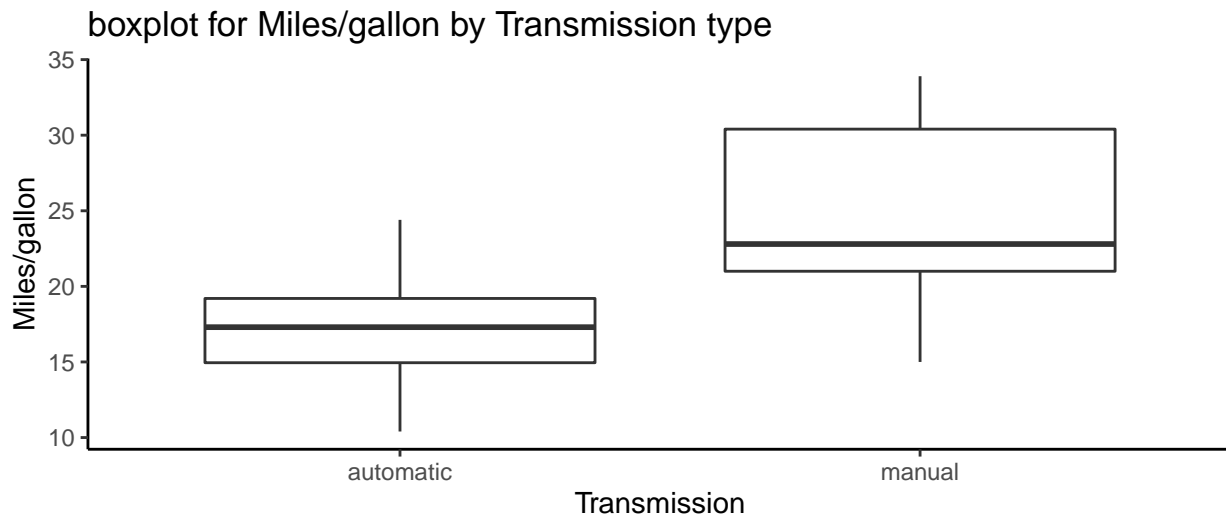 boxplot for Miles/gallon by Transmission type
35
30
25
20
15
10
Miles/gallon
automatic manual
Transmission